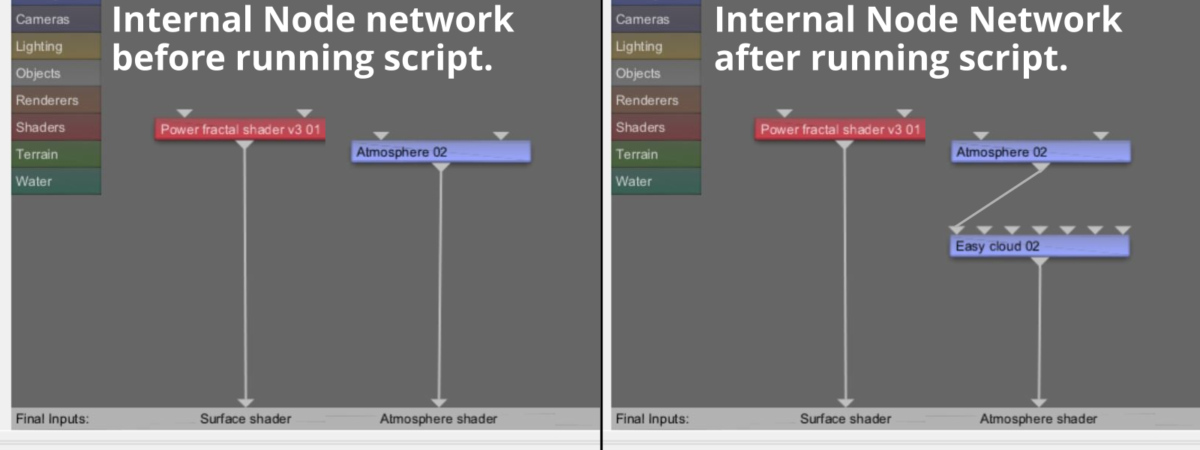 Internal Node network
before running script.
Cameras
Lighting
Objects
Renderers
Shaders
Terrain
Water
Power fractal shader v3 01
Atmosphere 02
Final Inputs:
Surface shader
Atmosphere shader
Internal Node Network
after running script.
Cameras
Lighting
Objects
Renderers
Shaders
Terrain
Water
Power fractal shader v3 01
Atmosphere 02
Easy cloud 02
Final Inputs:
Surface shader
Atmosphere shader